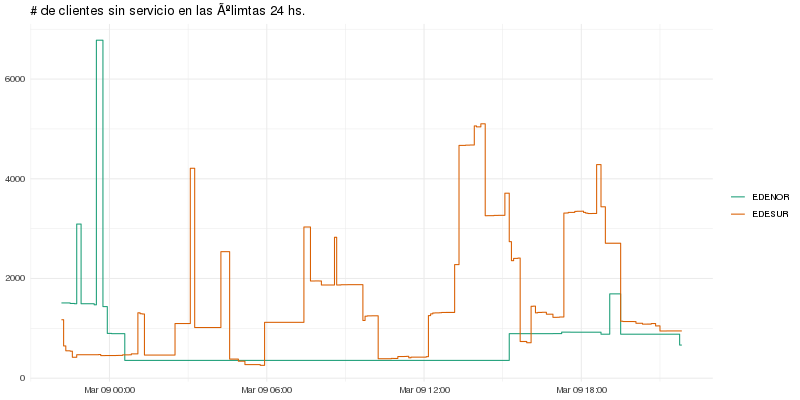 # de clientes sin servicio en las Ãºlimtas 24 hs.
6000
4000
2000
0
Mar 09 00:00
Mar 09 06:00
Mar 09 12:00
Mar 09 18:00
EDENOR
EDESUR